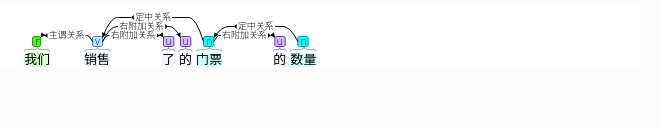 定中关系
右附加关系 定中关系
主谓关系 右附加关系 右附加关系
r v u u n u n
我们 销售 了 的 门票 的 数量